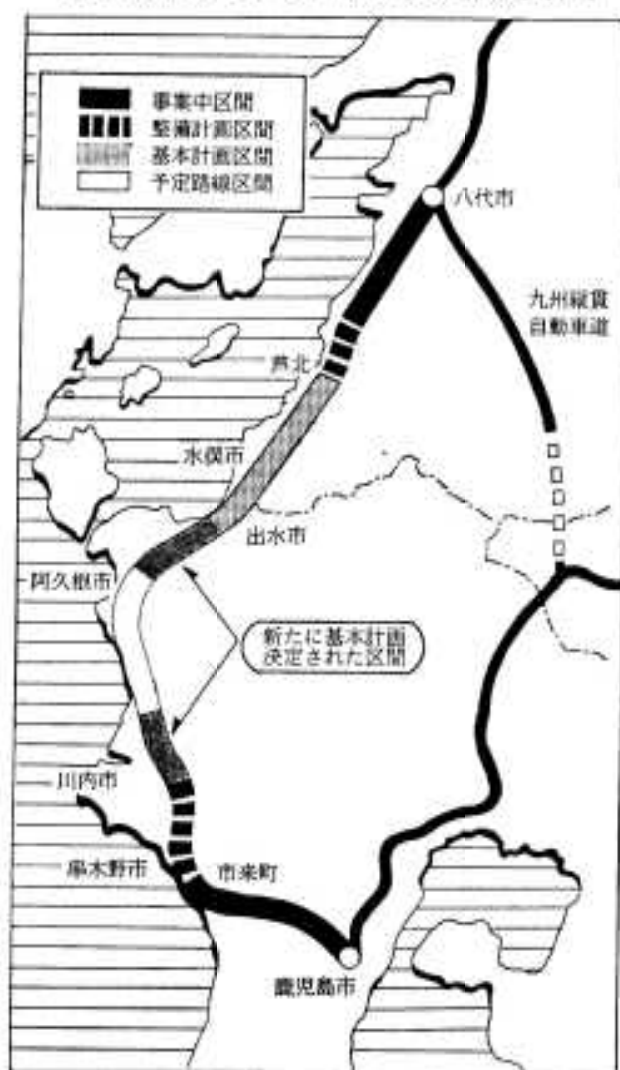 事業中区間
整備計画区間
基本計画区間
予定路線区間
八代市
九州縦貫
自動車道
芦北
水俣市
出水市
阿久根市
新たに基本計画
決定された区間
川内市
串木野市
市来町
鹿児島市